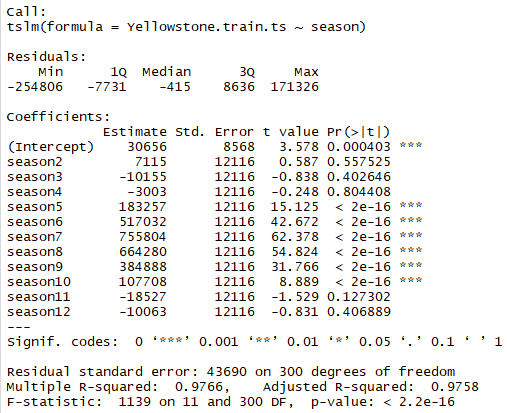 Call:
tslm(formula = Yellowstone.train.ts ~ season)
Residuals:
Min 1Q Median 3Q Max
-254806 -7731 -415 8636 171326
Coefficients:
Estimate Std. Error t value Pr(>|t|)
(Intercept) 30656 8568 3.578 0.000403 ***
season2 7115 12116 0.587 0.557525
season3 -10155 12116 -0.838 0.402646
season4 -3003 12116 -0.248 0.804408
season5 183257 12116 15.125 < 2e-16 ***
season6 517032 12116 42.672 < 2e-16 ***
season7 755804 12116 62.378 < 2e-16 ***
season8 664280 12116 54.824 < 2e-16 ***
season9 384888 12116 31.766 < 2e-16 ***
season10 107708 12116 8.889 < 2e-16 ***
season11 -18527 12116 -1.529 0.127302
season12 -10063 12116 -0.831 0.406889
---
Signif. codes: 0 ‘***’ 0.001 ‘**’ 0.01 ‘*’ 0.05 ‘.’ 0.1 ‘ ’ 1
Residual standard error: 43690 on 300 degrees of freedom
Multiple R-squared: 0.9766, Adjusted R-squared: 0.9758
F-statistic: 1139 on 11 and 300 DF, p-value: < 2.2e-16